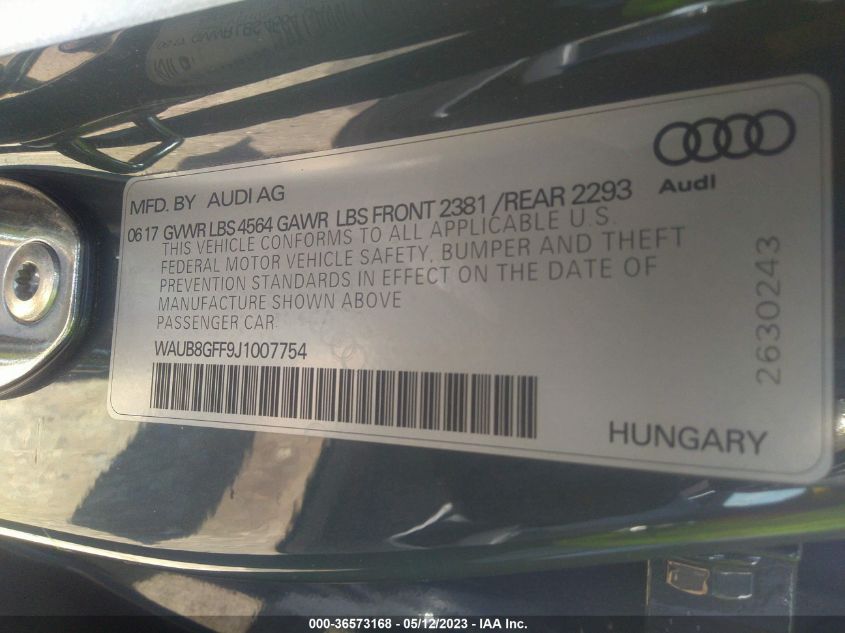 MFD. BY AUDI AG
Audi
06 17 GVWR LBS 4564 GAWR LBS FRONT 2381 /REAR 2293
THIS VEHICLE CONFORMS TO ALL APPLICABLE U.S.
FEDERAL MOTOR VEHICLE SAFETY, BUMPER AND THEFT
PREVENTION STANDARDS IN EFFECT ON THE DATE OF
MANUFACTURE SHOWN ABOVE
PASSENGER CAR
WAUB8GFF9J1007754
2630243
HUNGARY
000-36573168 - 05/12/2023 - IAA Inc.